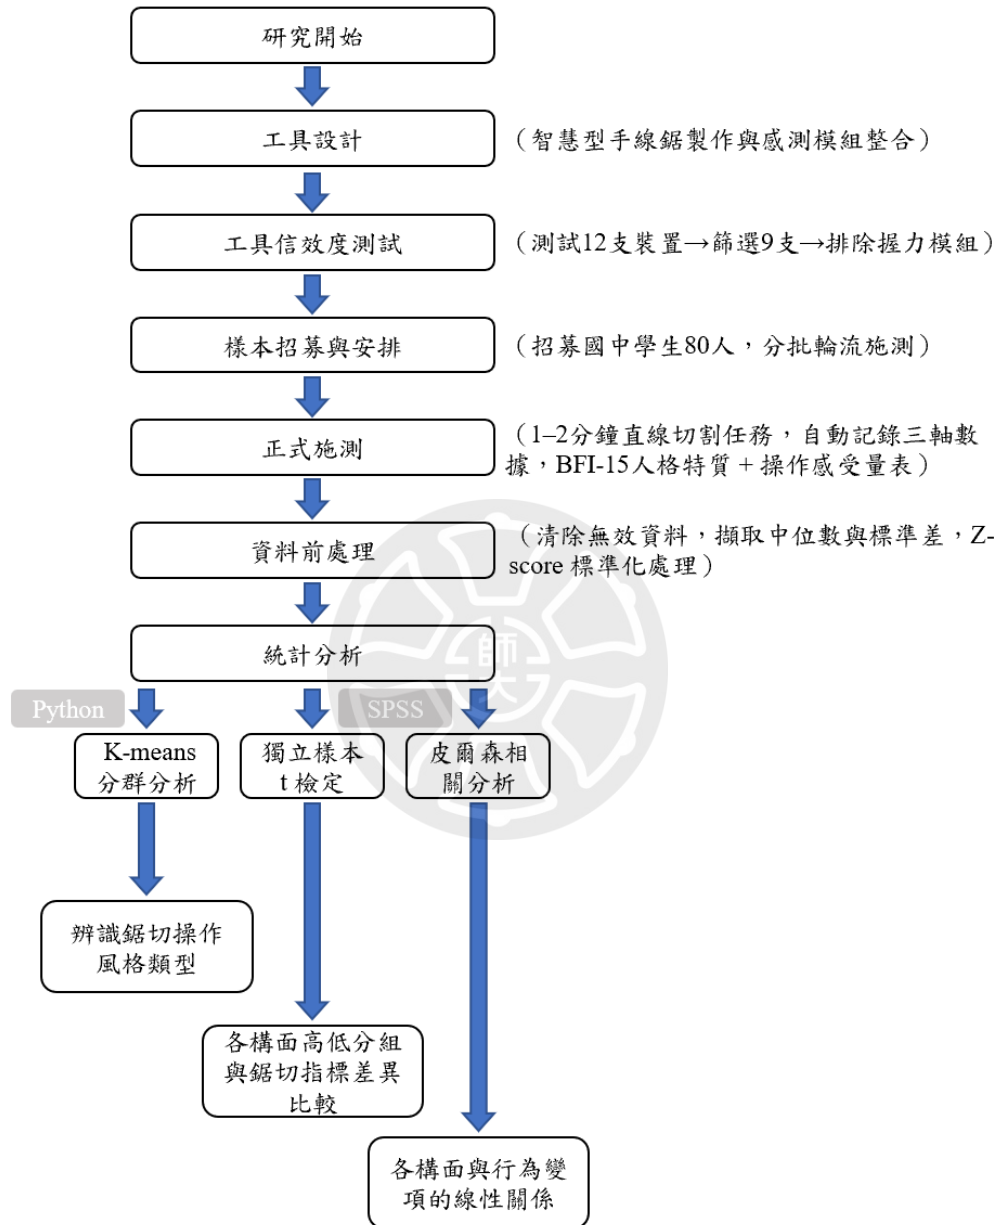 研究開始
工具設計
（智慧型手線鋸製作與感測模組整合）
工具信效度測試
（測試12支裝置→篩選9支→排除握力模組）
樣本招募與安排
（招募國中學生80人，分批輪流施測）
正式施測
（1–2分鐘直線切割任務，自動記錄三軸數
據，BFI-15人格特質 + 操作感受量表）
資料前處理
（清除無效資料，擷取中位數與標準差，Z-
score 標準化處理）
統計分析
師大
Python
SPSS
K-means
分群分析
獨立樣本
t 檢定
皮爾森相
關分析
辨識鋸切操作
風格類型
各構面高低分組
與鋸切指標差異
比較
各構面與行為變
項的線性關係